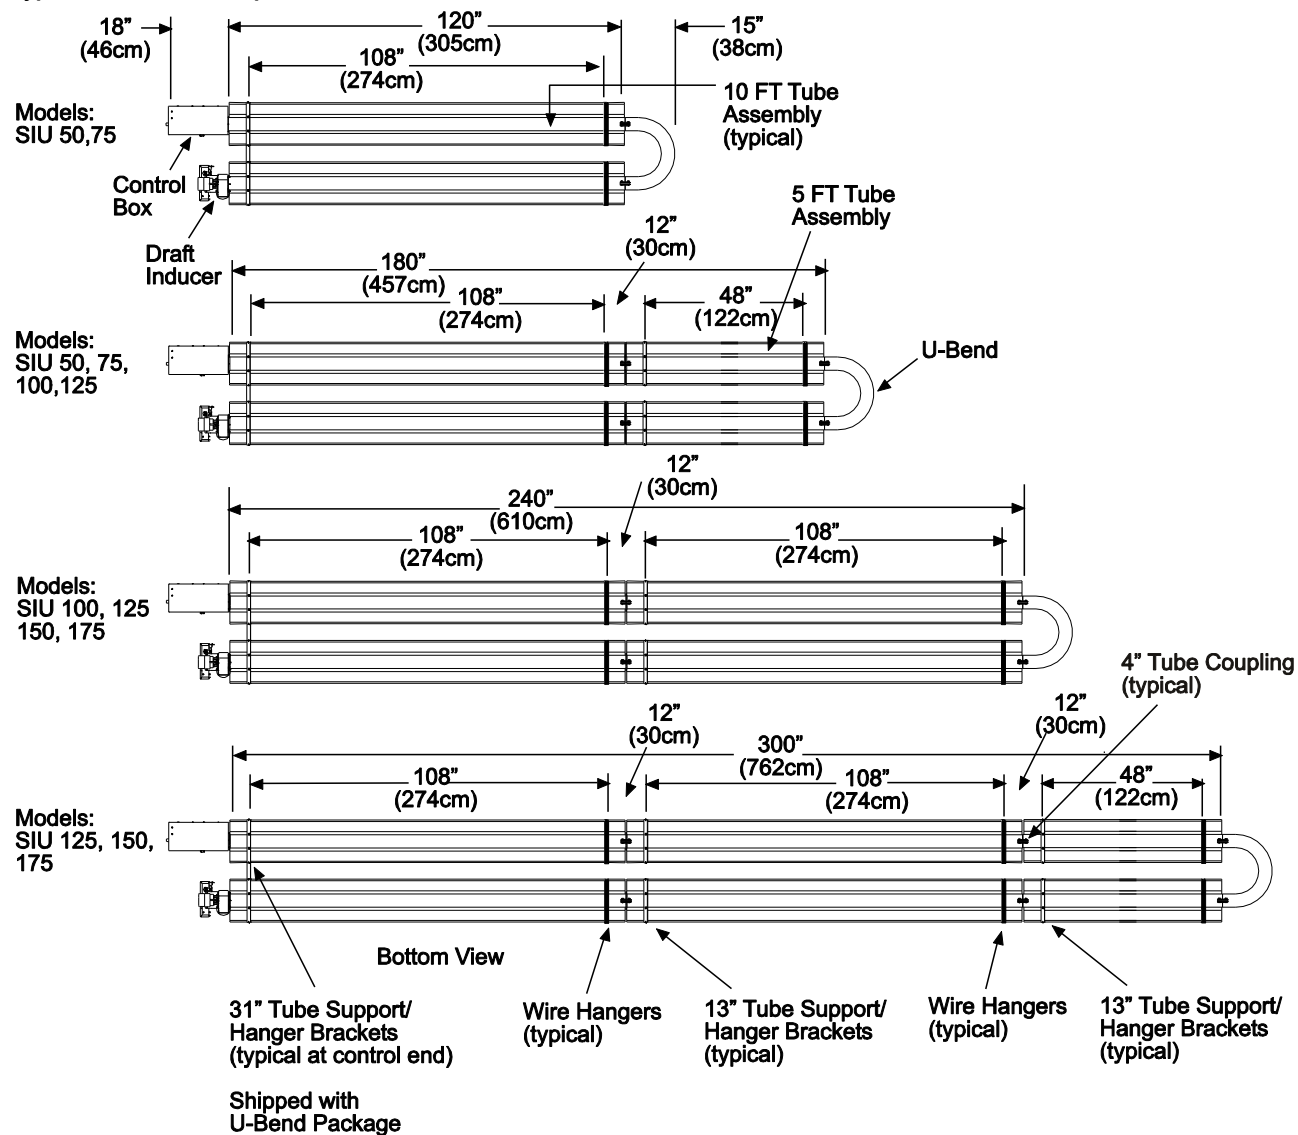 18”
(46cm)
120”
(305cm)
15”
(38cm)
108”
(274cm)
10 FT Tube
Assembly
(typical)
Models:
SIU 50,75
Control
Box
Draft
Inducer
5 FT Tube
Assembly
12”
(30cm)
180”
(457cm)
108”
(274cm)
48”
(122cm)
Models:
SIU 50, 75,
100,125
U-Bend
12”
(30cm)
240”
(610cm)
108”
(274cm)
108”
(274cm)
Models:
SIU 100, 125
150, 175
4” Tube Coupling
(typical)
12”
(30cm)
12”
(30cm)
300”
(762cm)
108”
(274cm)
108”
(274cm)
48”
(122cm)
Models:
SIU 125, 150,
175
Bottom View
31” Tube Support/
Hanger Brackets
(typical at control end)
Shipped with
U-Bend Package
Wire Hangers
(typical)
13” Tube Support/
Hanger Brackets
(typical)
Wire Hangers
(typical)
13” Tube Support/
Hanger Brackets
(typical)